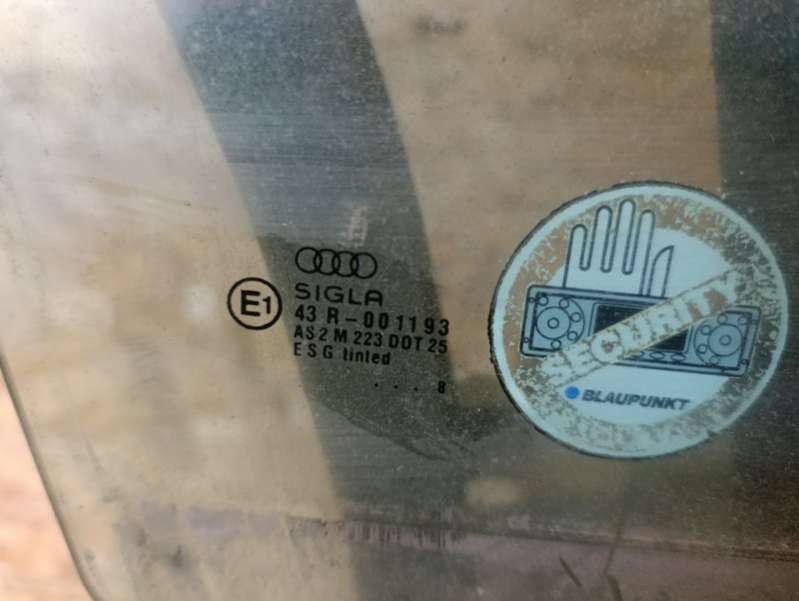 E1
SIGLA
43 R-001193
AS2 M 223 DOT 25
ESG tinted
. . . 8
SECURITY
BLAUPUNKT